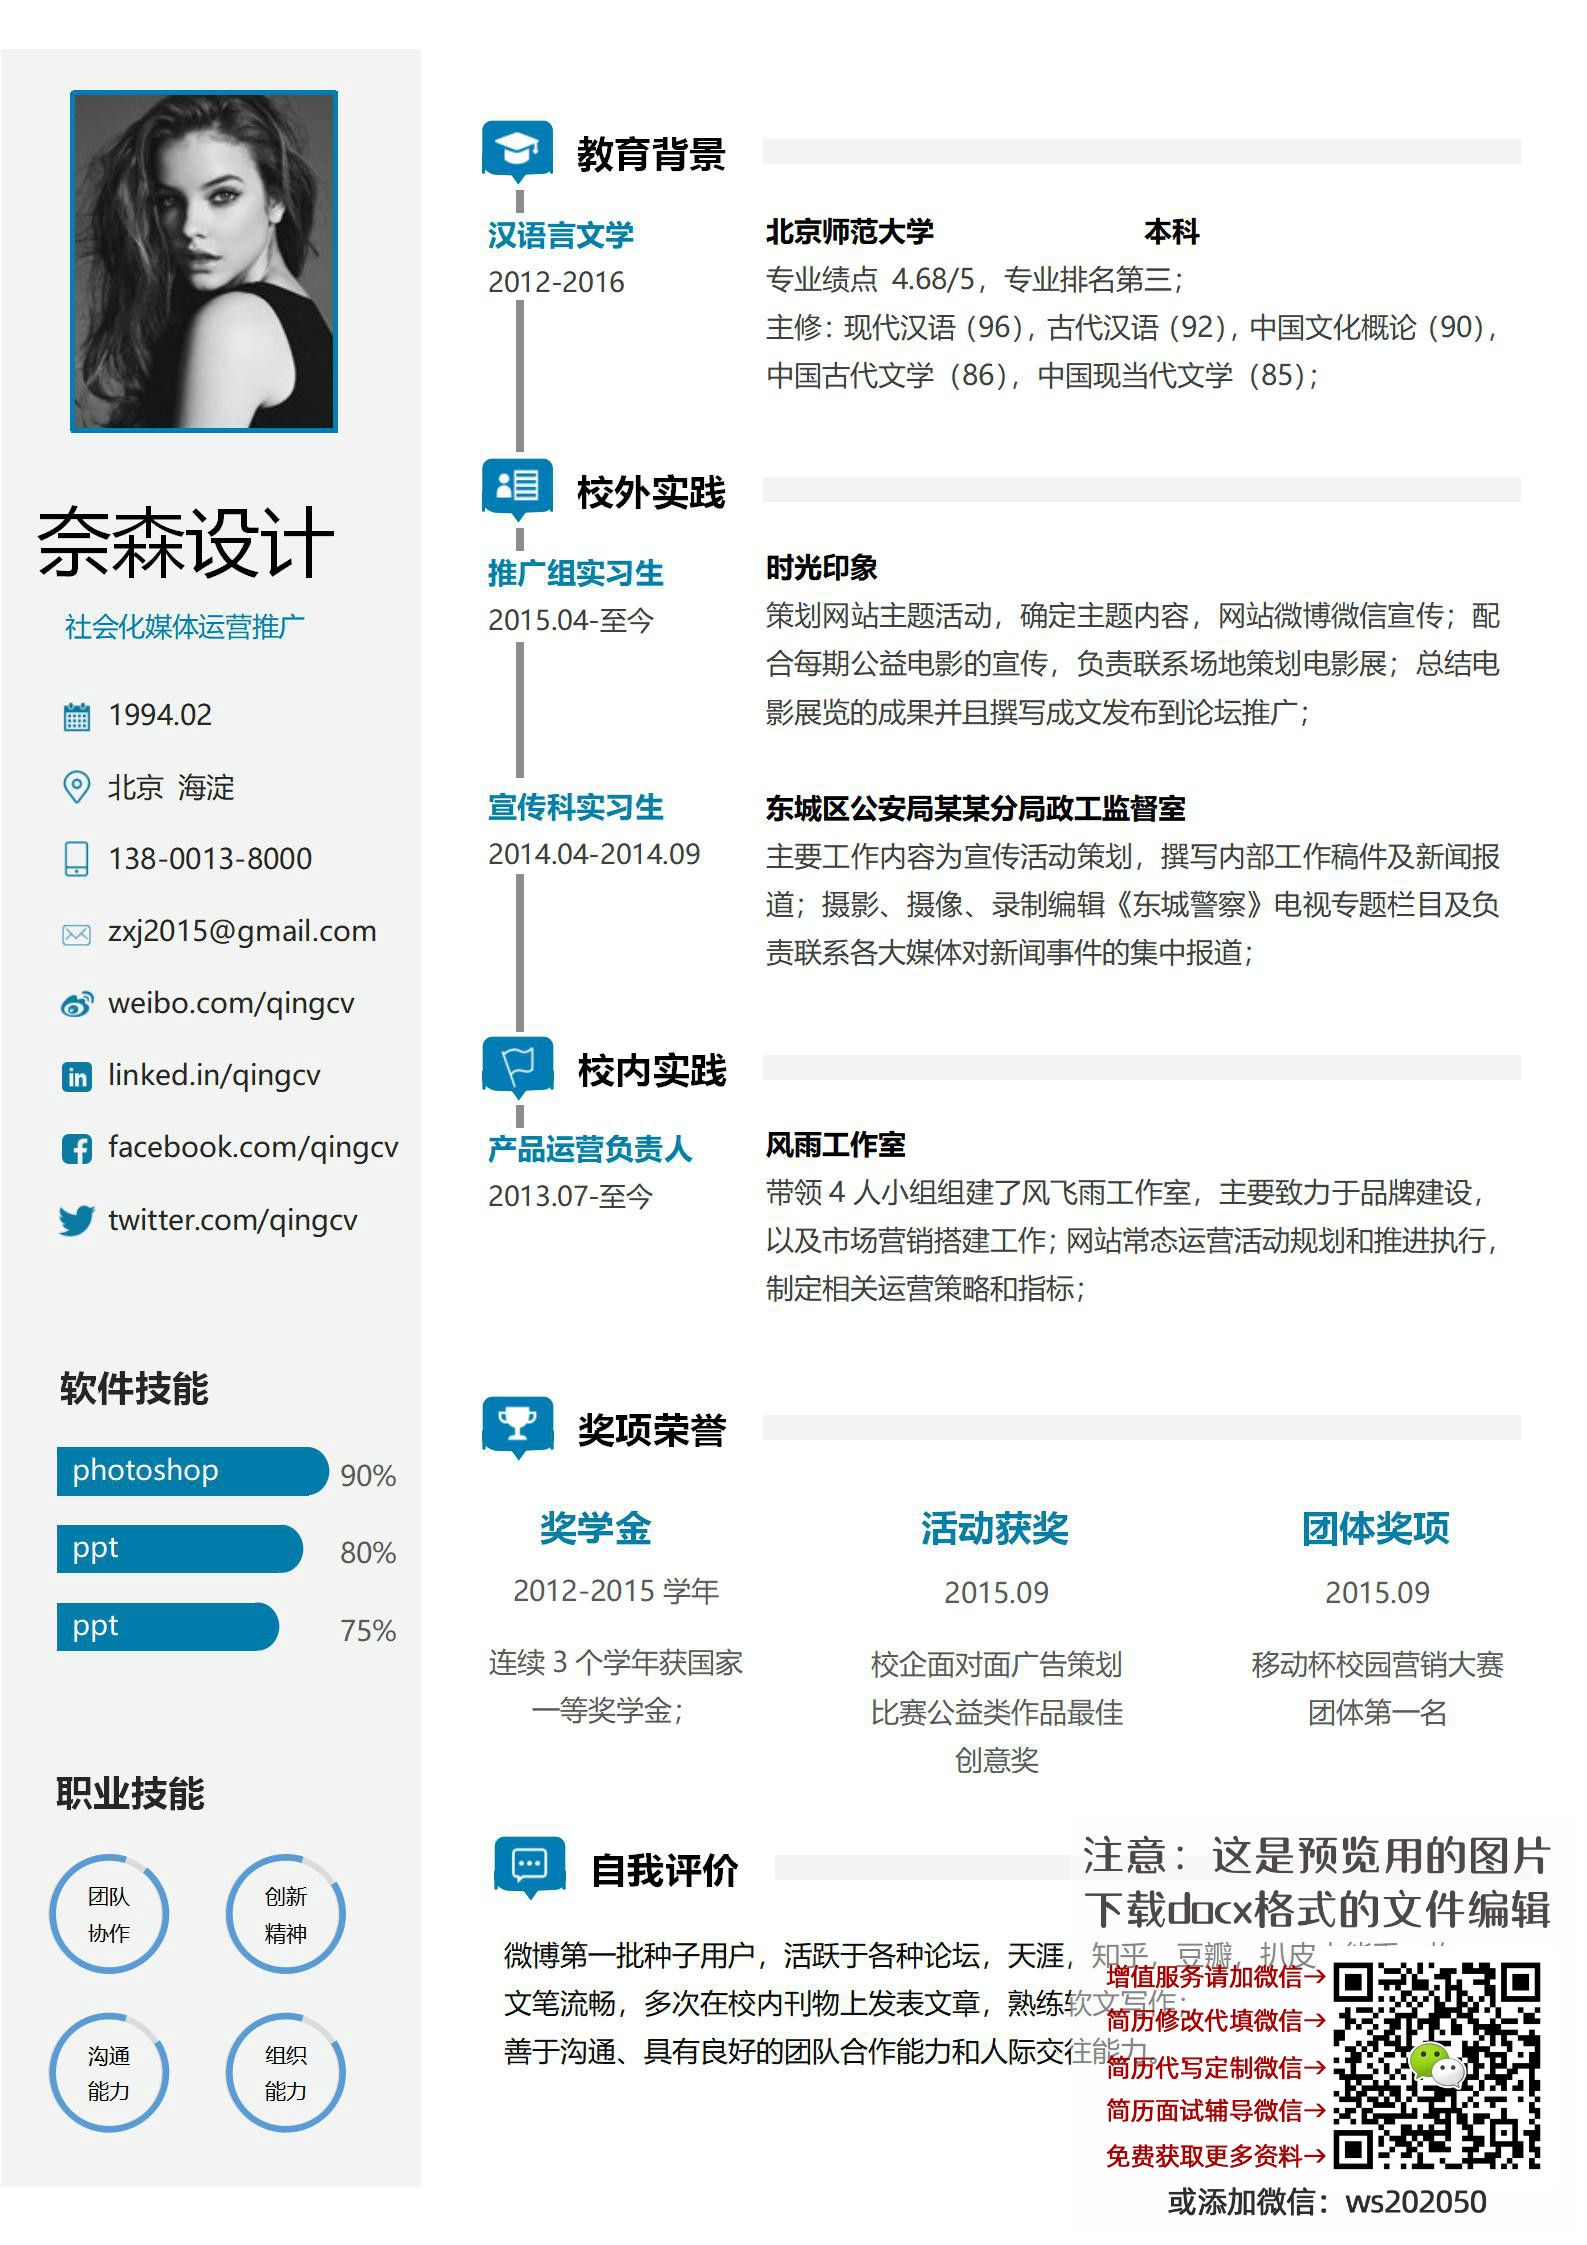 奈森设计
社会化媒体运营推广
1994.02
北京 海淀
138-0013-8000
zxj2015@gmail.com
weibo.com/qingcv
linked.in/qingcv
facebook.com/qingcv
twitter.com/qingcv
软件技能
photoshop 90%
ppt 80%
ppt 75%
职业技能
团队
协作
创新
精神
沟通
能力
组织
能力
教育背景
汉语言文学
2012-2016
北京师范大学 本科
专业绩点 4.68/5，专业排名第三；
主修：现代汉语（96），古代汉语（92），中国文化概论（90），
中国古代文学（86），中国现当代文学（85）；
校外实践
推广组实习生
2015.04-至今
时光印象
策划网站主题活动，确定主题内容，网站微博微信宣传；配
合每期公益电影的宣传，负责联系场地策划电影展；总结电
影展览的成果并且撰写成文发布到论坛推广；
宣传科实习生
2014.04-2014.09
东城区公安局某某分局政工监督室
主要工作内容为宣传活动策划，撰写内部工作稿件及新闻报
道；摄影、摄像、录制编辑《东城警察》电视专题栏目及负
责联系各大媒体对新闻事件的集中报道；
校内实践
产品运营负责人
2013.07-至今
风雨工作室
带领 4 人小组组建了风飞雨工作室，主要致力于品牌建设，
以及市场营销搭建工作；网站常态运营活动规划和推进执行，
制定相关运营策略和指标；
奖项荣誉
奖学金
2012-2015 学年
连续 3 个学年获国家
一等奖学金；
活动获奖
2015.09
校企面对面广告策划
比赛公益类作品最佳
创意奖
团体奖项
2015.09
移动杯校园营销大赛
团体第一名
自我评价
微博第一批种子用户，活跃于各种论坛，天涯，知乎，豆瓣，扒皮
文笔流畅，多次在校内刊物上发表文章，熟练软文写作；
善于沟通、具有良好的团队合作能力和人际交往能力。
注意：这是预览用的图片
下载docx格式的文件编辑
增值服务请加微信→
简历修改代填微信→
简历代写定制微信→
简历面试辅导微信→
免费获取更多资料→
或添加微信：ws202050